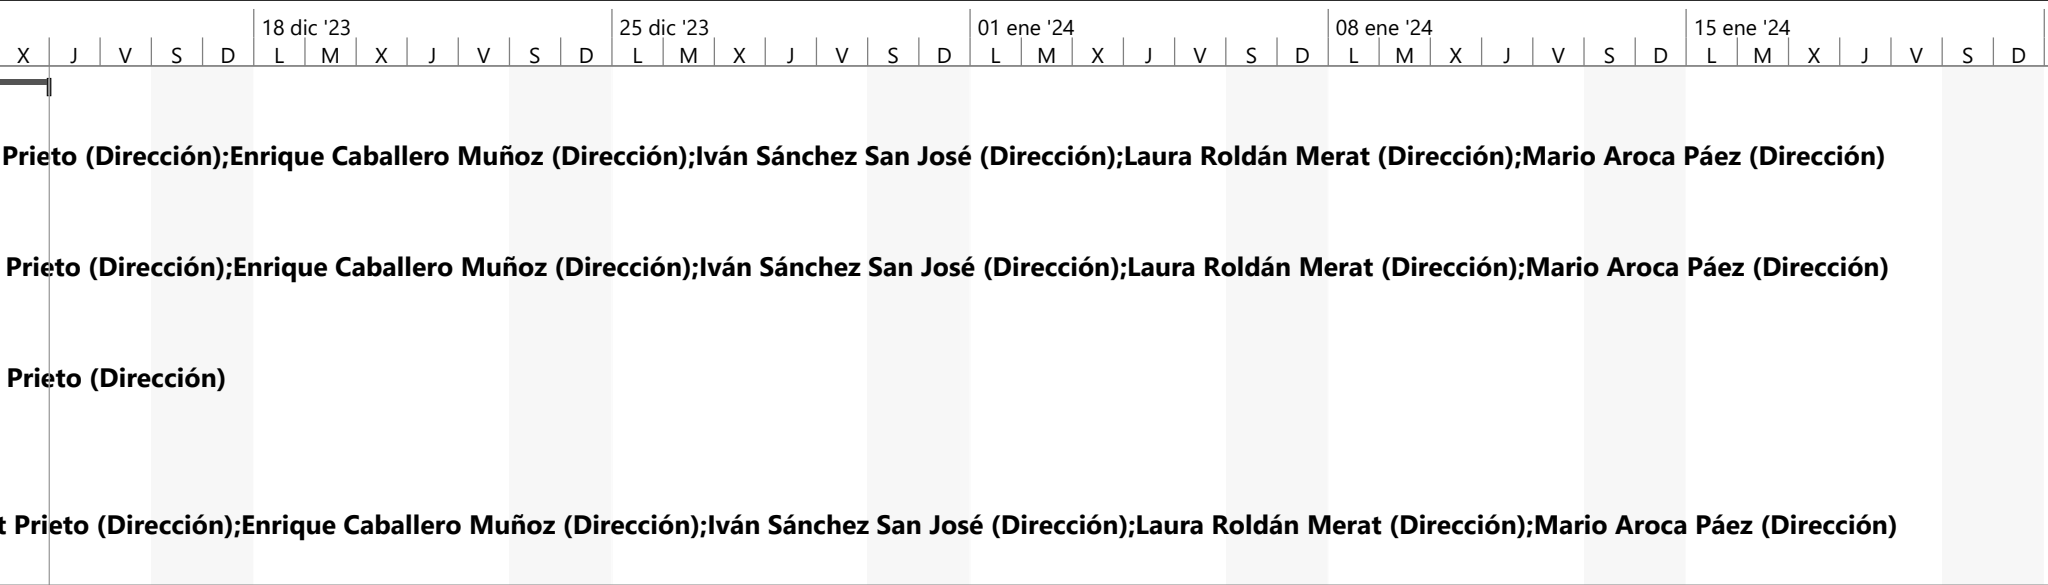 18 dic '23 25 dic '23 01 ene '24 08 ene '24 15 ene '24
X J V S D L M X J V S D L M X J V S D L M X J V S D L M X J V S D L M X J V S D
Prieto (Dirección);Enrique Caballero Muñoz (Dirección);Iván Sánchez San José (Dirección);Laura Roldán Merat (Dirección);Mario Aroca Páez (Dirección)
Prieto (Dirección);Enrique Caballero Muñoz (Dirección);Iván Sánchez San José (Dirección);Laura Roldán Merat (Dirección);Mario Aroca Páez (Dirección)
Prieto (Dirección)
t Prieto (Dirección);Enrique Caballero Muñoz (Dirección);Iván Sánchez San José (Dirección);Laura Roldán Merat (Dirección);Mario Aroca Páez (Dirección)